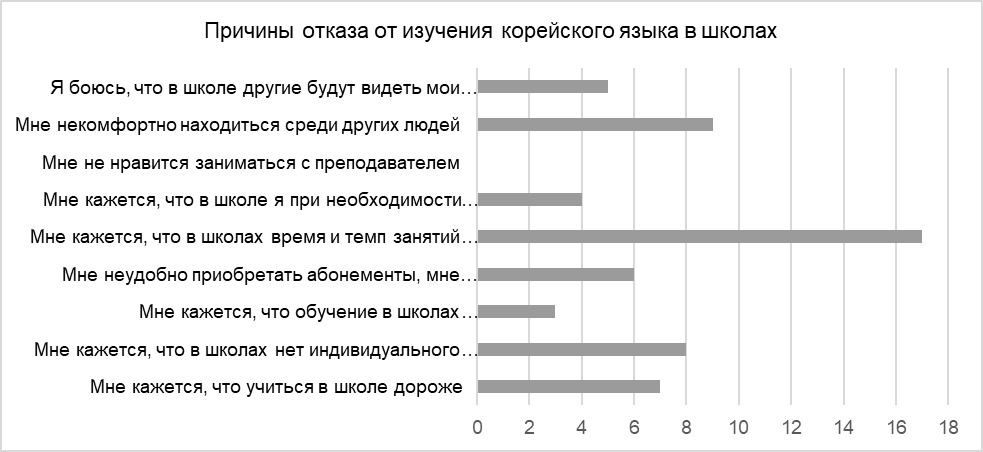 Причины отказа от изучения корейского языка в школах
Я боюсь, что в школе другие будут видеть мои…
Мне некомфортно находиться среди других людей
Мне не нравится заниматься с преподавателем
Мне кажется, что в школе я при необходимости…
Мне кажется, что в школах время и темп занятий…
Мне неудобно приобретать абонементы, мне…
Мне кажется, что обучение в школах…
Мне кажется, что в школах нет индивидуального…
Мне кажется, что учиться в школе дороже
0 2 4 6 8 10 12 14 16 18